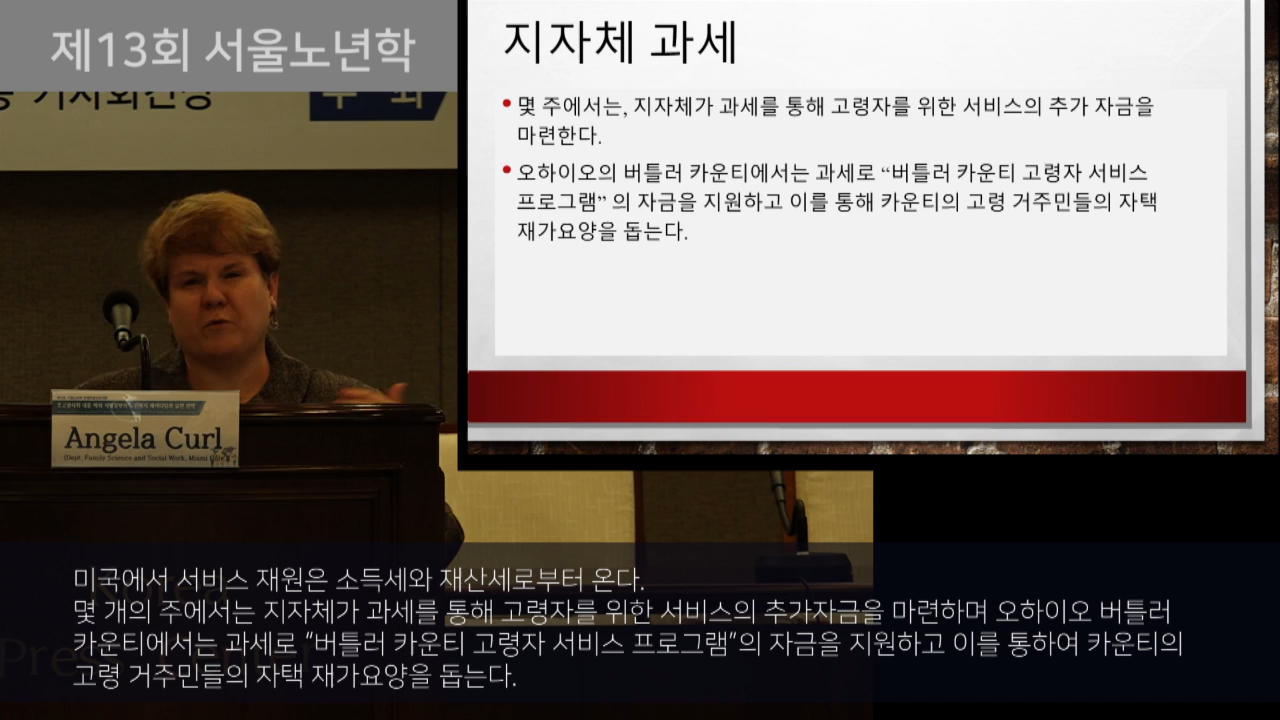 제13회 서울노년학
지자체 과세
• 몇 주에서는, 지자체가 과세를 통해 고령자를 위한 서비스의 추가 자금을
마련한다.
• 오하이오의 버틀러 카운티에서는 과세로 “버틀러 카운티 고령자 서비스
프로그램” 의 자금을 지원하고 이를 통해 카운티의 고령 거주민들의 자택
재가요양을 돕는다.
Angela Curl
(Dept. Family Science and Social Work, Miami
미국에서 서비스 재원은 소득세와 재산세로부터 온다.
몇 개의 주에서는 지자체가 과세를 통해 고령자를 위한 서비스의 추가자금을 마련하며 오하이오 버틀러
카운티에서는 과세로 “버틀러 카운티 고령자 서비스 프로그램”의 자금을 지원하고 이를 통하여 카운티의
고령 거주민들의 자택 재가요양을 돕는다.